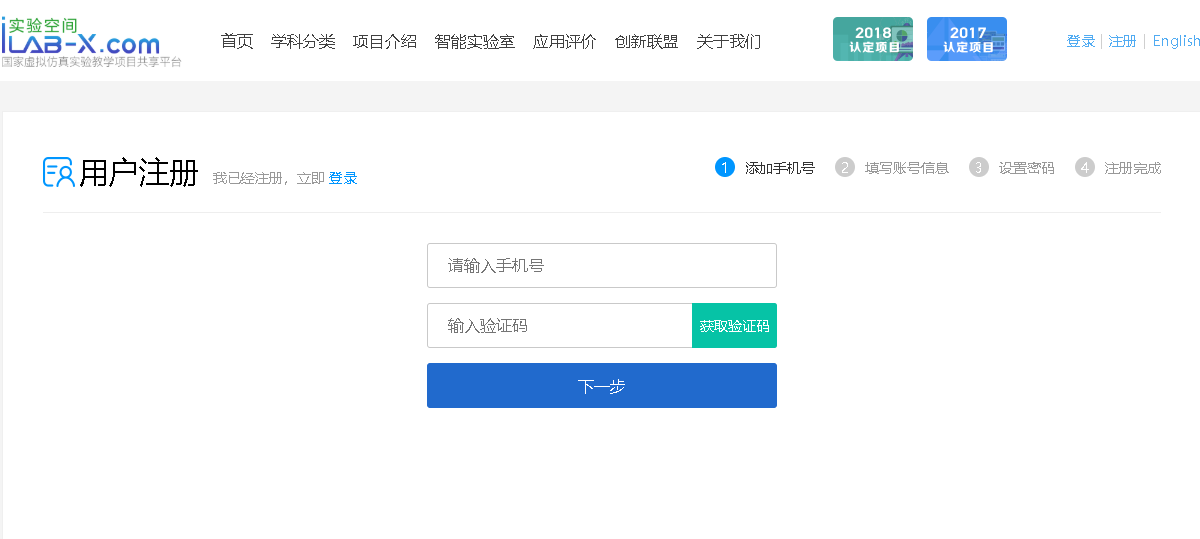 实验空间
iLAB-X.com
国家虚拟仿真实验教学项目共享平台
首页 学科分类 项目介绍 智能实验室 应用评价 创新联盟 关于我们
2018
认定项目
2017
认定项目
登录 | 注册 | English
用户注册 我已经注册，立即 登录
1 添加手机号 2 填写账号信息 3 设置密码 4 注册完成
请输入手机号
输入验证码 获取验证码
下一步